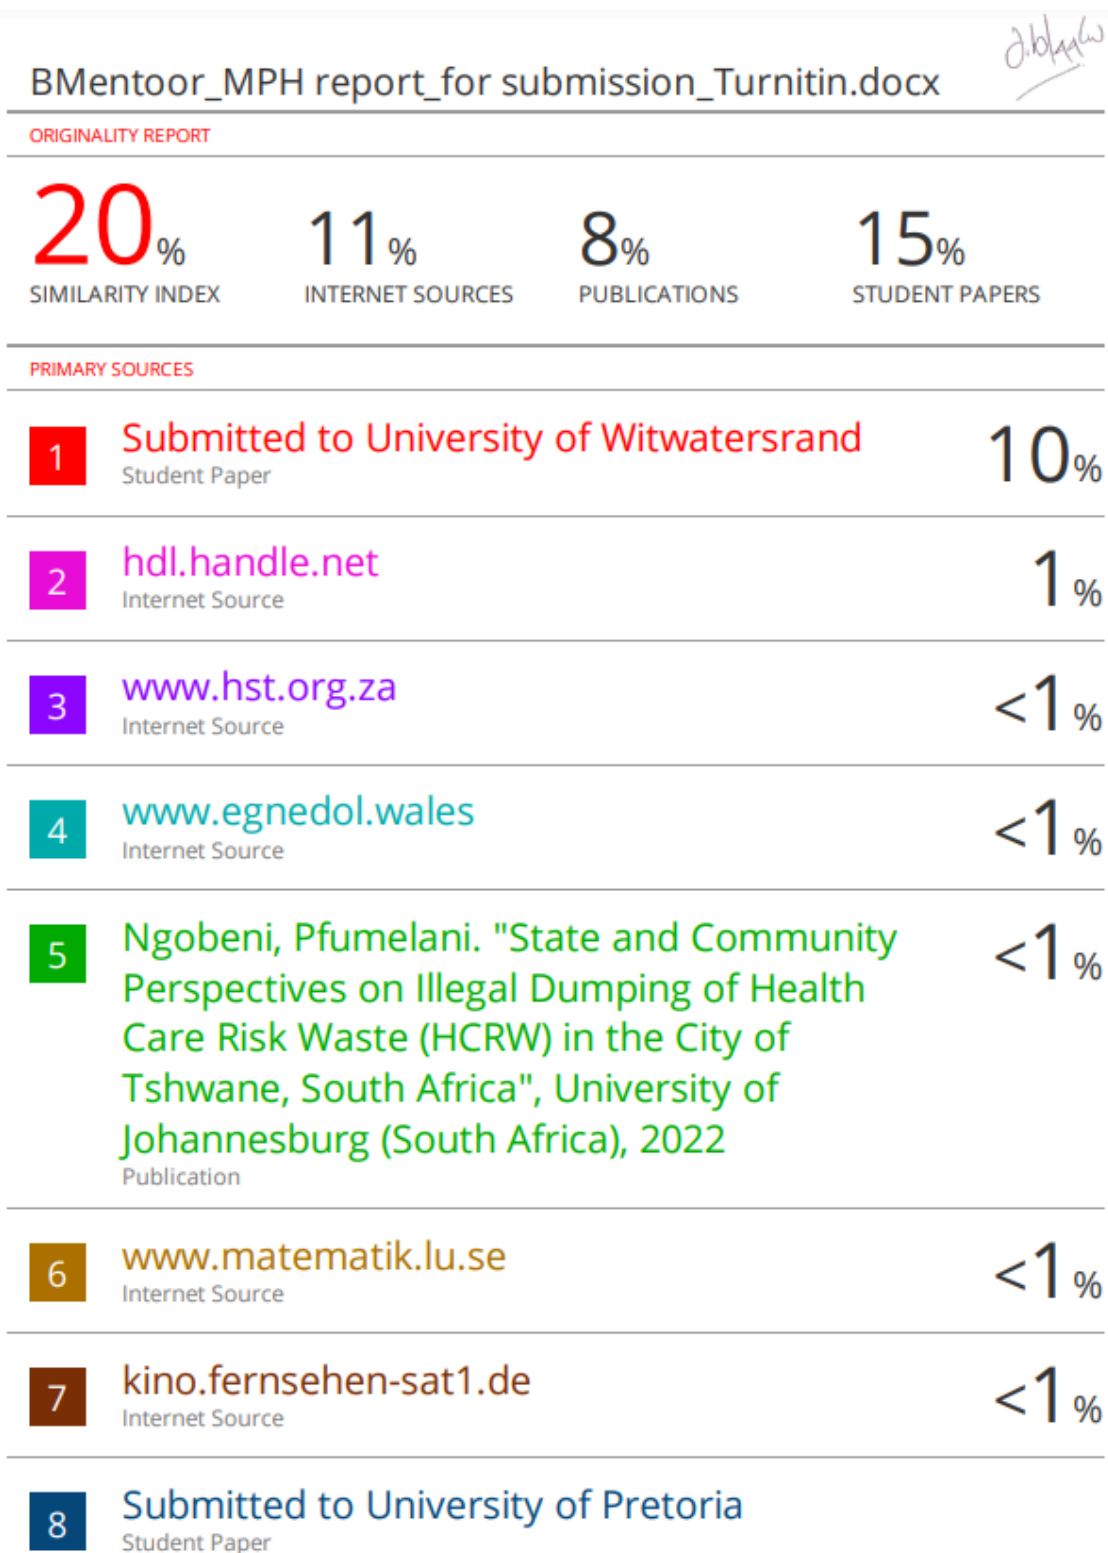 BMentoor_MPH report_for submission_Turnitin.docx
ORIGINALITY REPORT
20% 11% 8% 15%
SIMILARITY INDEX INTERNET SOURCES PUBLICATIONS STUDENT PAPERS
PRIMARY SOURCES
1 Submitted to University of Witwatersrand 10%
Student Paper
2 hdl.handle.net 1%
Internet Source
3 www.hst.org.za <1%
Internet Source
4 www.egnedol.wales <1%
Internet Source
5 Ngobeni, Pfumelani. "State and Community <1%
Perspectives on Illegal Dumping of Health
Care Risk Waste (HCRW) in the City of
Tshwane, South Africa", University of
Johannesburg (South Africa), 2022
Publication
6 www.matematik.lu.se <1%
Internet Source
7 kino.fernsehen-sat1.de <1%
Internet Source
8 Submitted to University of Pretoria
Student Paper